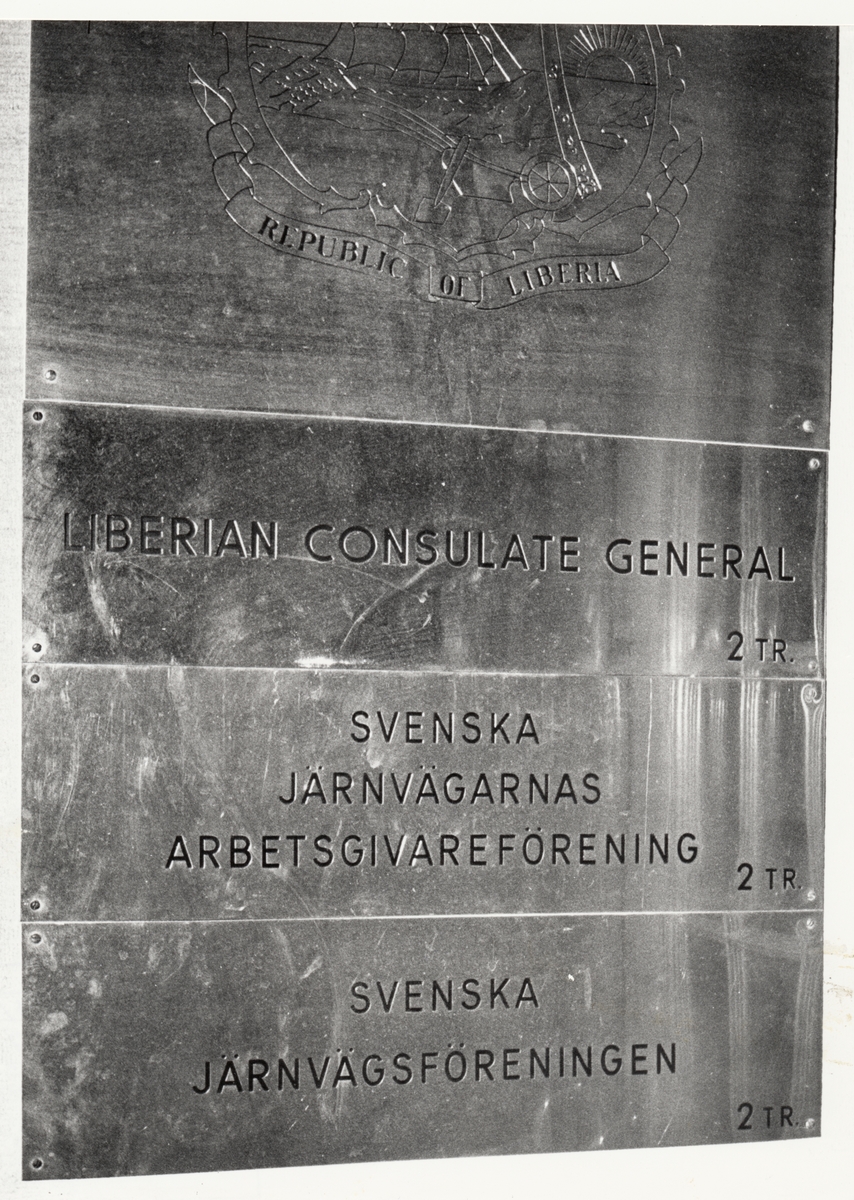 REPUBLIC OF LIBERIA
LIBERIAN CONSULATE GENERAL
2 TR.
SVENSKA
JÄRNVÄGARNAS
ARBETSGIVAREFÖRENING
2 TR.
SVENSKA
JÄRNVÄGSFÖRENINGEN
2 TR.